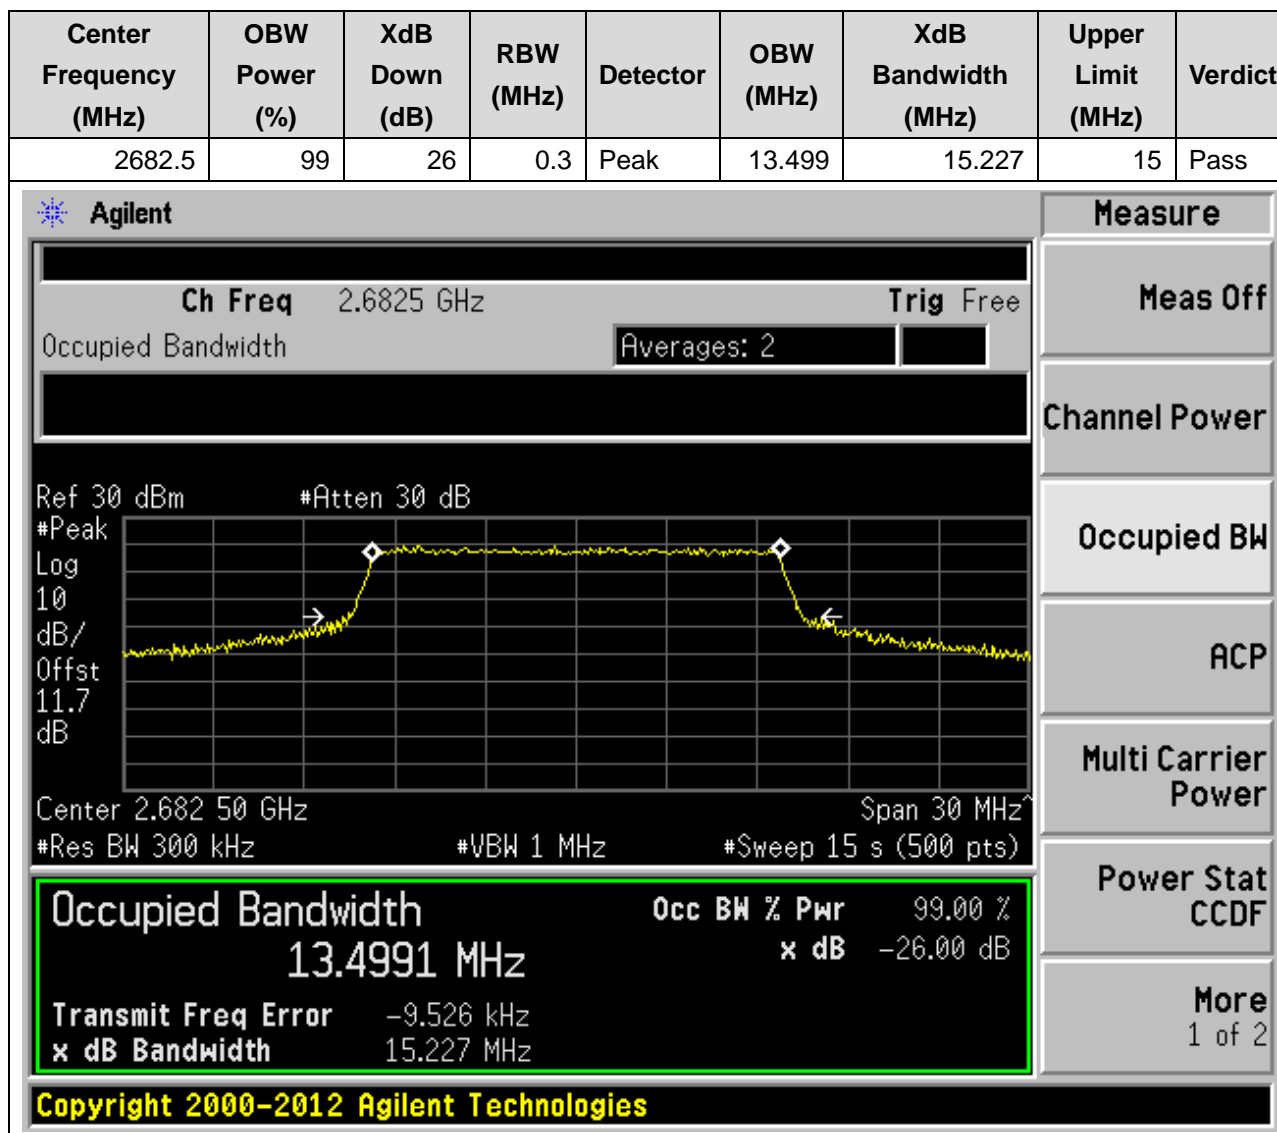 Center Frequency (MHz) OBW Power (%) XdB Down (dB) RBW (MHz) Detector OBW (MHz) XdB Bandwidth (MHz) Upper Limit (MHz) Verdict
2682.5 99 26 0.3 Peak 13.499 15.227 15 Pass
Agilent
Measure
Ch Freq 2.6825 GHz Trig Free
Meas Off
Occupied Bandwidth Averages: 2
Channel Power
Ref 30 dBm #Atten 30 dB
#Peak
Log
10
dB/
Offst
11.7
dB
Occupied BW
ACP
Multi Carrier
Power
Center 2.682 50 GHz Span 30 MHz^
#Res BW 300 kHz #VBW 1 MHz #Sweep 15 s (500 pts)
Power Stat
CCDF
Occupied Bandwidth Occ BW % Pwr 99.00 %
13.4991 MHz x dB -26.00 dB
Transmit Freq Error -9.526 kHz
x dB Bandwidth 15.227 MHz
More
1 of 2
Copyright 2000-2012 Agilent Technologies